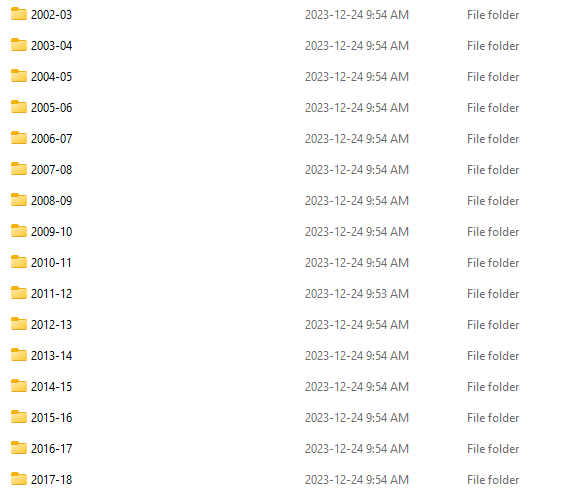 2002-03 2023-12-24 9:54 AM File folder
2003-04 2023-12-24 9:54 AM File folder
2004-05 2023-12-24 9:54 AM File folder
2005-06 2023-12-24 9:54 AM File folder
2006-07 2023-12-24 9:54 AM File folder
2007-08 2023-12-24 9:54 AM File folder
2008-09 2023-12-24 9:54 AM File folder
2009-10 2023-12-24 9:54 AM File folder
2010-11 2023-12-24 9:54 AM File folder
2011-12 2023-12-24 9:53 AM File folder
2012-13 2023-12-24 9:54 AM File folder
2013-14 2023-12-24 9:54 AM File folder
2014-15 2023-12-24 9:54 AM File folder
2015-16 2023-12-24 9:54 AM File folder
2016-17 2023-12-24 9:54 AM File folder
2017-18 2023-12-24 9:54 AM File folder